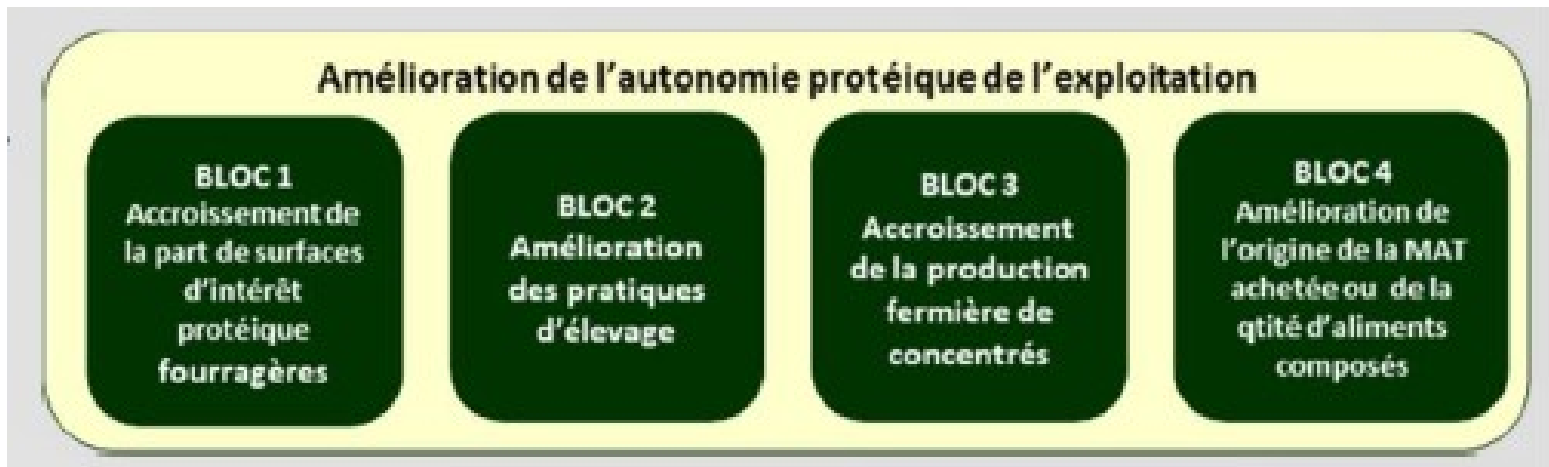 Amélioration de l'autonomie protéique de l'exploitation
BLOC 1
Accroissement de
la part de surfaces
d'intérêt
protéique
fourragères
BLOC 2
Amélioration
des pratiques
d'élevage
BLOC 3
Accroissement
de la production
fermière de
concentrés
BLOC 4
Amélioration de
l'origine de la MAT
achetée ou de la
qtité d'aliments
composés